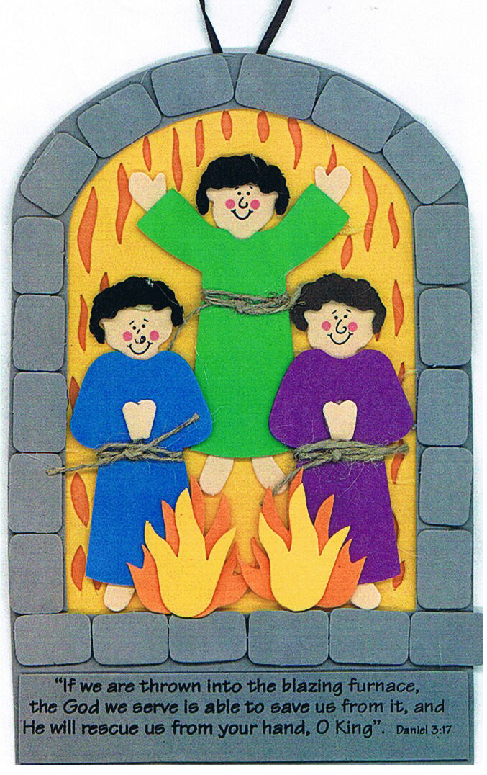 “If we are thrown into the blazing furnace,
the God we serve is able to save us from it, and
He will rescue us from your hand, O King”. Daniel 3:17